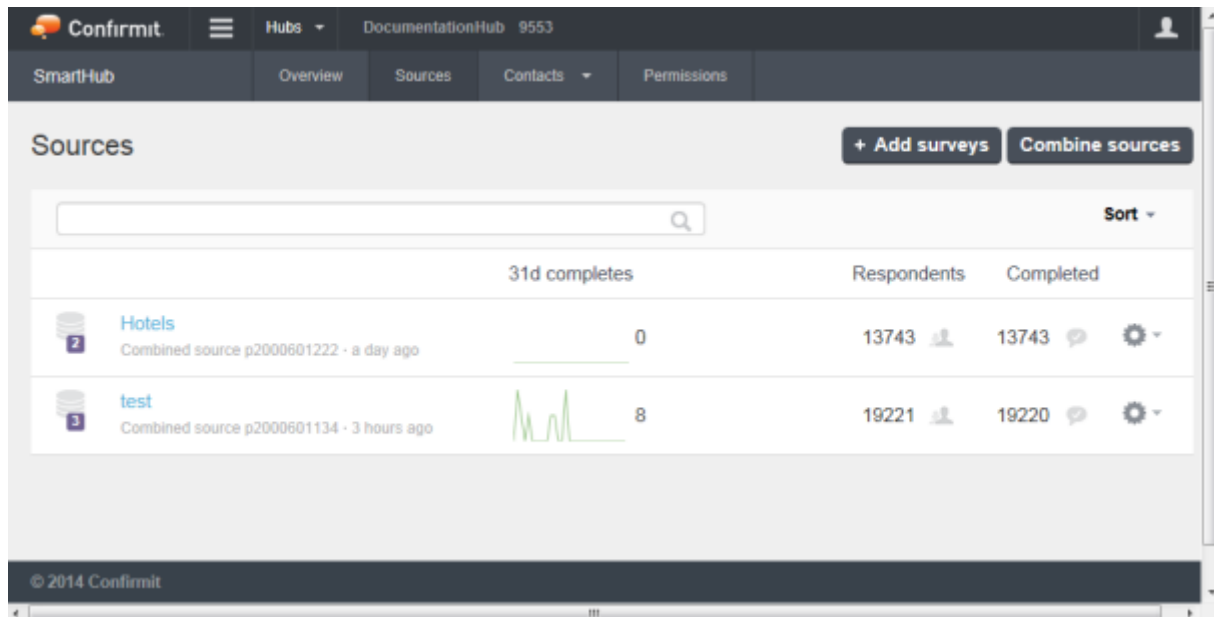 Confirmit. Hubs DocumentationHub 9553
SmartHub Overview Sources Contacts Permissions
Sources + Add surveys Combine sources
Sort
31d completes Respondents Completed
Hotels
2 0 13743 13743
Combined source p2000601222 · a day ago
test
3 8 19221 19220
Combined source p2000601134 · 3 hours ago
© 2014 Confirmit